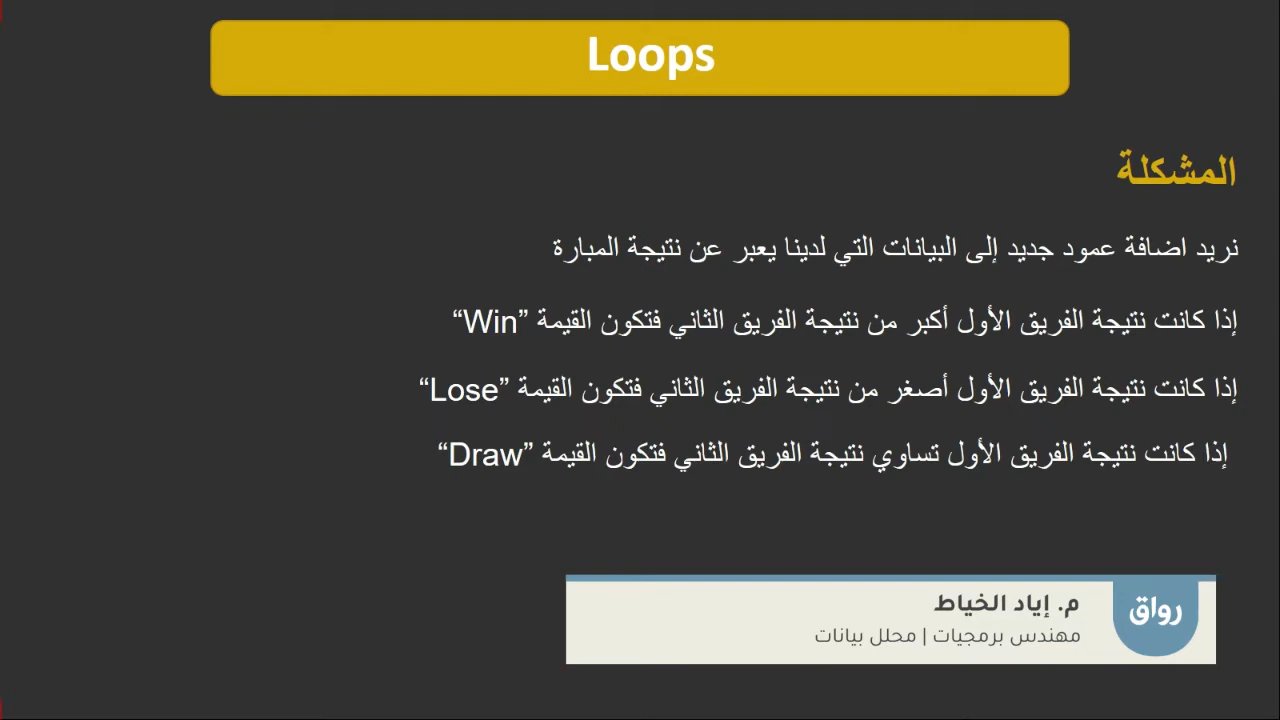 Loops
المشكلة
نريد اضافة عمود جديد إلى البيانات التي لدينا يعبر عن نتيجة المبارة
إذا كانت نتيجة الفريق الأول أكبر من نتيجة الفريق الثاني فتكون القيمة “Win”
إذا كانت نتيجة الفريق الأول أصغر من نتيجة الفريق الثاني فتكون القيمة “Lose”
إذا كانت نتيجة الفريق الأول تساوي نتيجة الفريق الثاني فتكون القيمة “Draw”
رواق
م. إياد الخياط
مهندس برمجيات | محلل بيانات